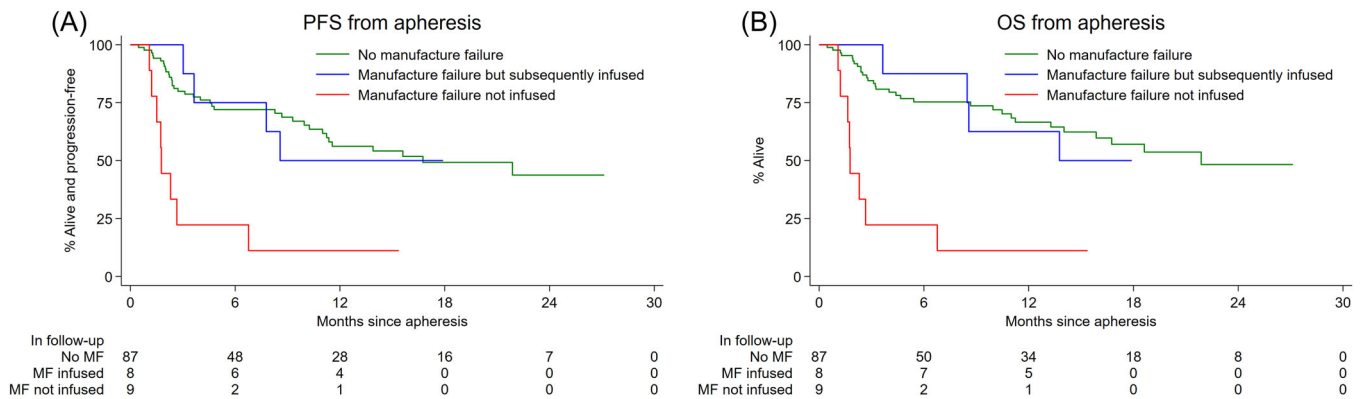 (A)
PFS from apheresis
100
75
50
25
0
% Alive and progression-free
No manufacture failure
Manufacture failure but subsequently infused
Manufacture failure not infused
0 6 12 18 24 30
Months since apheresis
In follow-up
No MF 87 48 28 16 7 0
MF infused 8 6 4 0 0 0
MF not infused 9 2 1 0 0 0
(B)
OS from apheresis
100
75
50
25
0
% Alive
No manufacture failure
Manufacture failure but subsequently infused
Manufacture failure not infused
0 6 12 18 24 30
Months since apheresis
In follow-up
No MF 87 50 34 18 8 0
MF infused 8 7 5 0 0 0
MF not infused 9 2 1 0 0 0